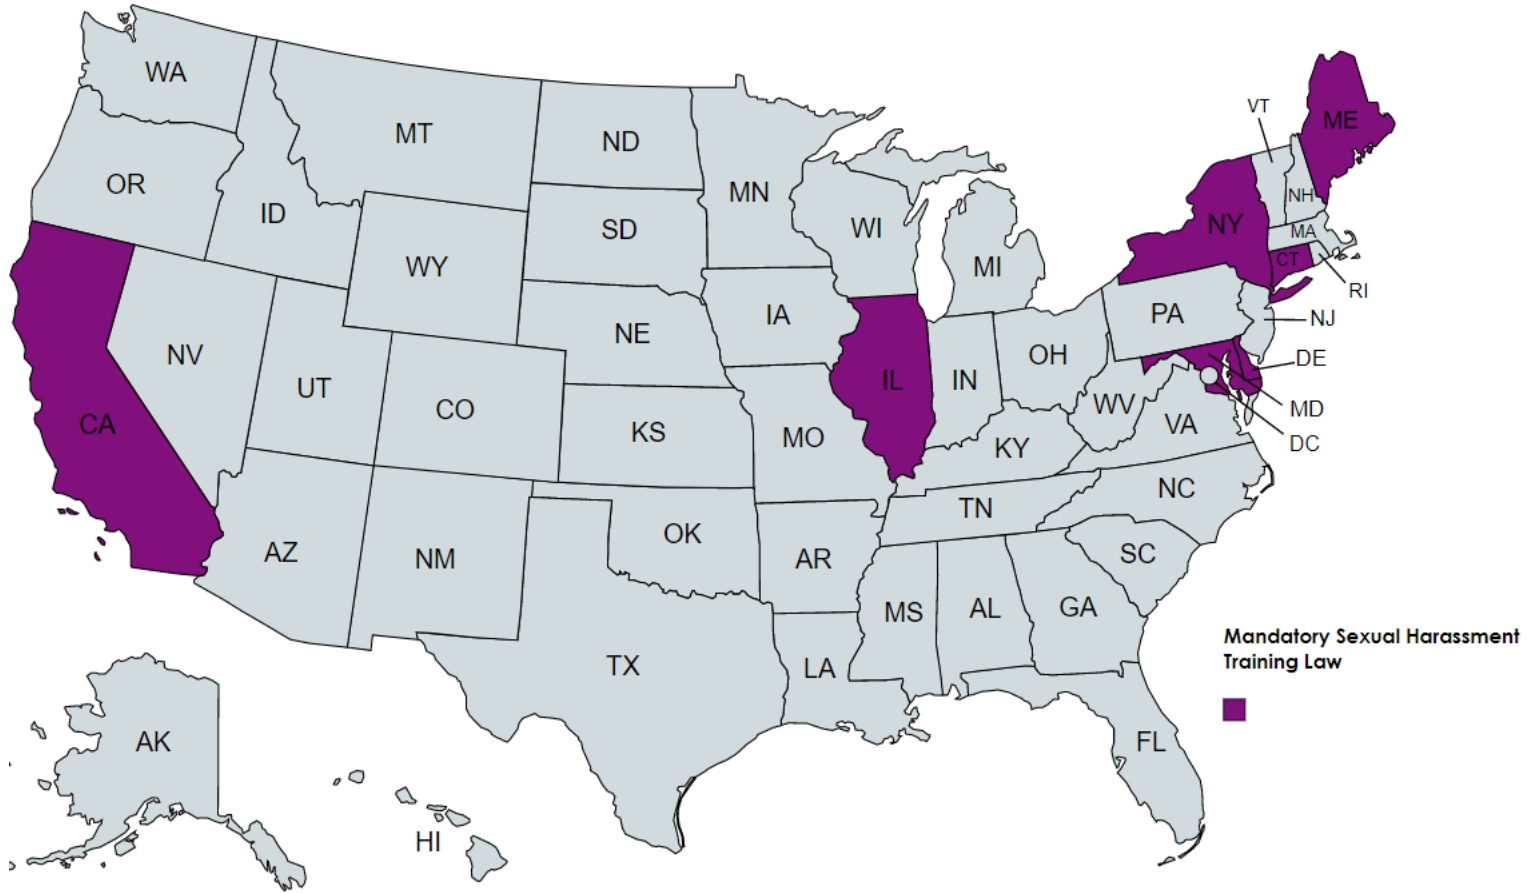 WA
MT
ND
MN
VT
ME
OR
ID
SD
WI
NH
NY
MA
WY
MI
CT
RI
IA
PA
NJ
NE
NV
OH
DE
UT
IL
IN
CO
WV
MD
CA
VA
KS
MO
DC
KY
NC
TN
OK
AZ
NM
AR
SC
MS
AL
GA
Mandatory Sexual Harassment
Training Law
TX
LA
AK
FL
HI